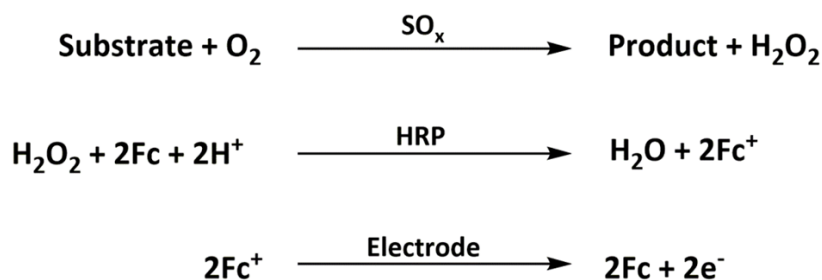 Substrate + O₂ SOₓ Product + H₂O₂
H₂O₂ + 2Fc + 2H⁺ HRP H₂O + 2Fc⁺
2Fc⁺ Electrode 2Fc + 2e⁻